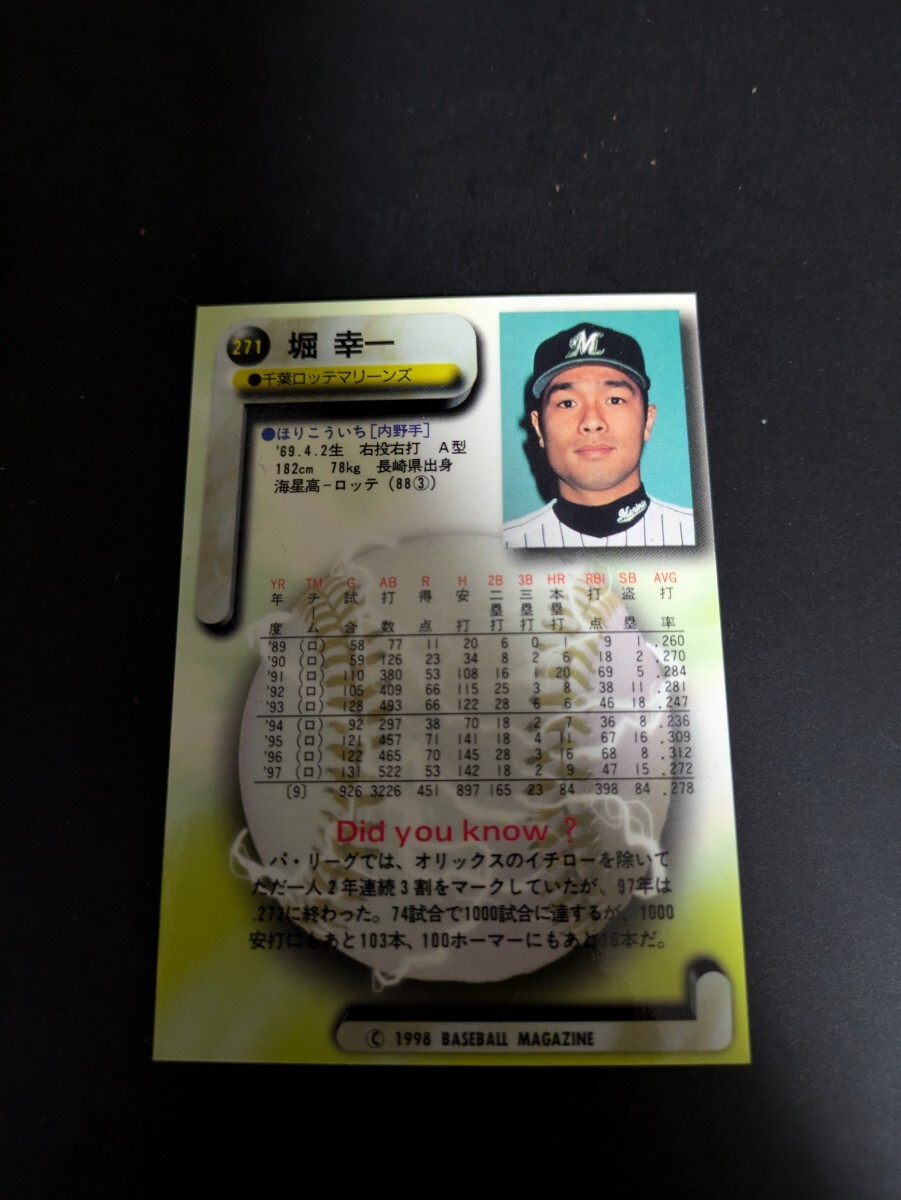 271 堀 幸一
●千葉ロッテマリーンズ
●ほりこういち［内野手］
'69.4.2生 右投右打 A型
182cm 78kg 長崎県出身
海星高－ロッテ（88③）
M
Marines
YR TM G AB R H 2B 3B HR RBI SB AVG
年度 チーム 試合 打数 得点 安打 二塁打 三塁打 本塁打 打点 盗塁 打率
'89 (ロ) 58 77 11 20 6 0 1 9 1 .260
'90 (ロ) 59 126 23 34 8 2 6 18 2 .270
'91 (ロ) 110 380 53 108 16 1 20 69 5 .284
'92 (ロ) 105 409 66 115 25 3 8 38 11 .281
'93 (ロ) 128 493 66 122 28 6 6 46 18 .247
'94 (ロ) 92 297 38 70 18 2 7 36 8 .236
'95 (ロ) 121 457 71 141 18 4 11 67 16 .309
'96 (ロ) 122 465 70 145 28 3 16 68 8 .312
'97 (ロ) 131 522 53 142 18 2 9 47 15 .272
〔9〕 926 3226 451 897 165 23 84 398 84 .278
Did you know ?
パ・リーグでは、オリックスのイチローを除いて
ただ一人２年連続３割をマークしていたが、97年は
.272に終わった。74試合で1000試合に達するが、1000
安打にもあと103本、100ホーマーにもあと16本だ。
© 1998 BASEBALL MAGAZINE